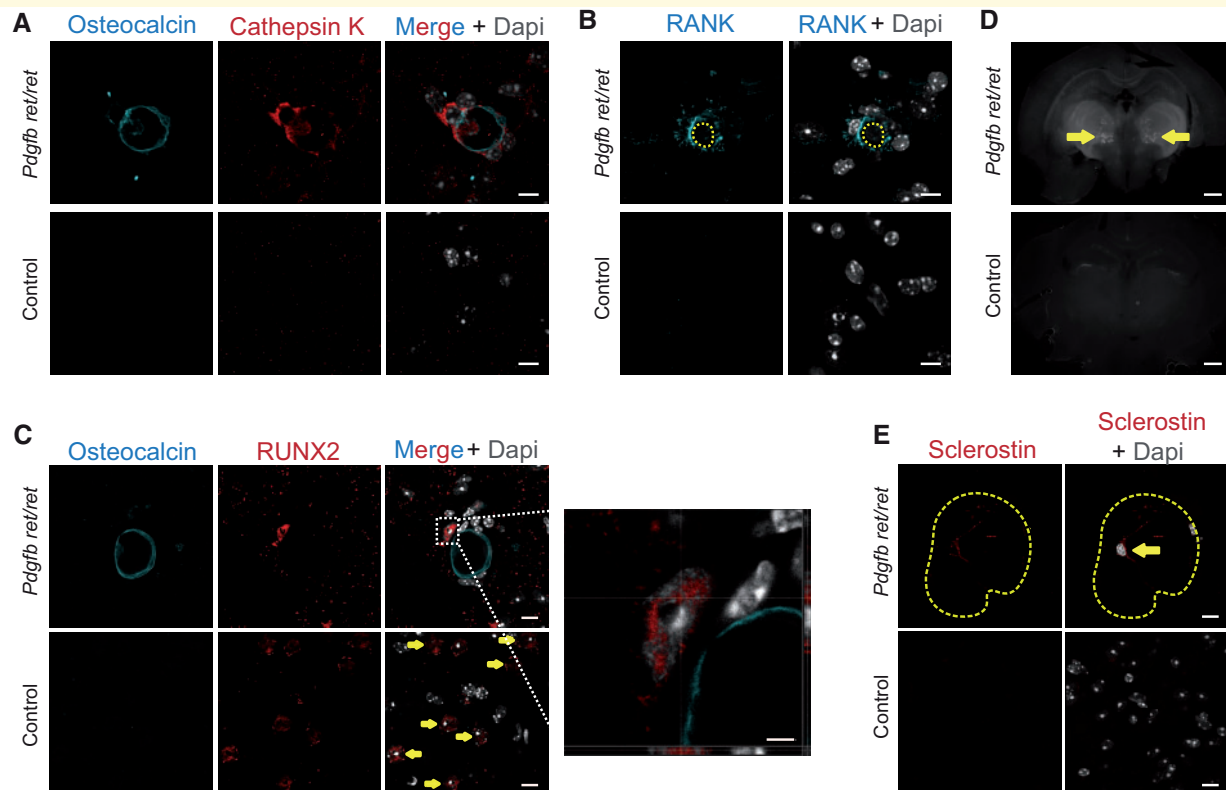 A
Osteocalcin
Cathepsin K
Merge + Dapi
Pdgfb ret/ret
Control
B
RANK
RANK + Dapi
Pdgfb ret/ret
Control
D
Pdgfb ret/ret
Control
C
Osteocalcin
RUNX2
Merge + Dapi
Pdgfb ret/ret
Control
E
Sclerostin
Sclerostin
+ Dapi
Pdgfb ret/ret
Control